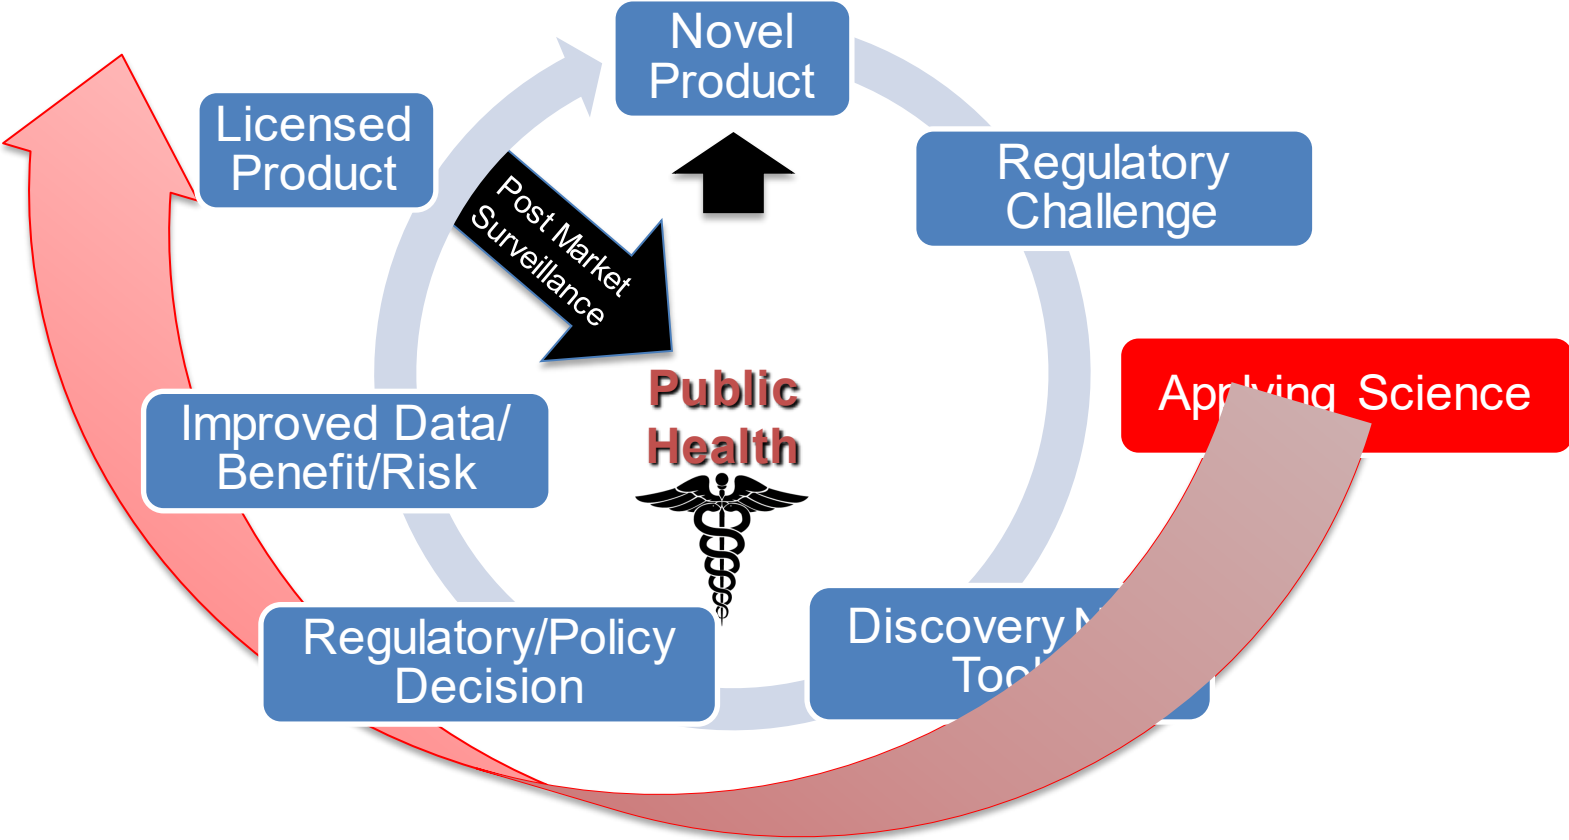 Novel
Product
Licensed
Product
Regulatory
Challenge
Post Market
Surveillance
Applying Science
Public
Health
Improved Data/
Benefit/Risk
Discovery
Regulatory/Policy
Decision